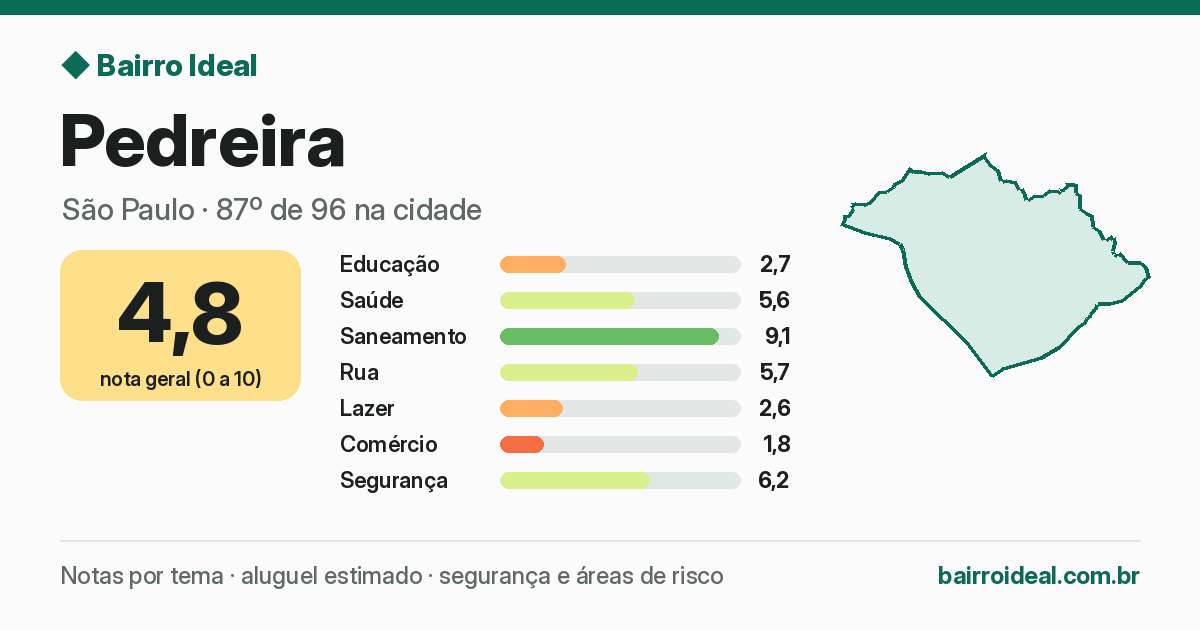 Bairro Ideal
Pedreira
São Paulo · 87º de 96 na cidade
4,8
nota geral (0 a 10)
Educação 2,7
Saúde 5,6
Saneamento 9,1
Rua 5,7
Lazer 2,6
Comércio 1,8
Segurança 6,2
Notas por tema · aluguel estimado · segurança e áreas de risco
bairroideal.com.br